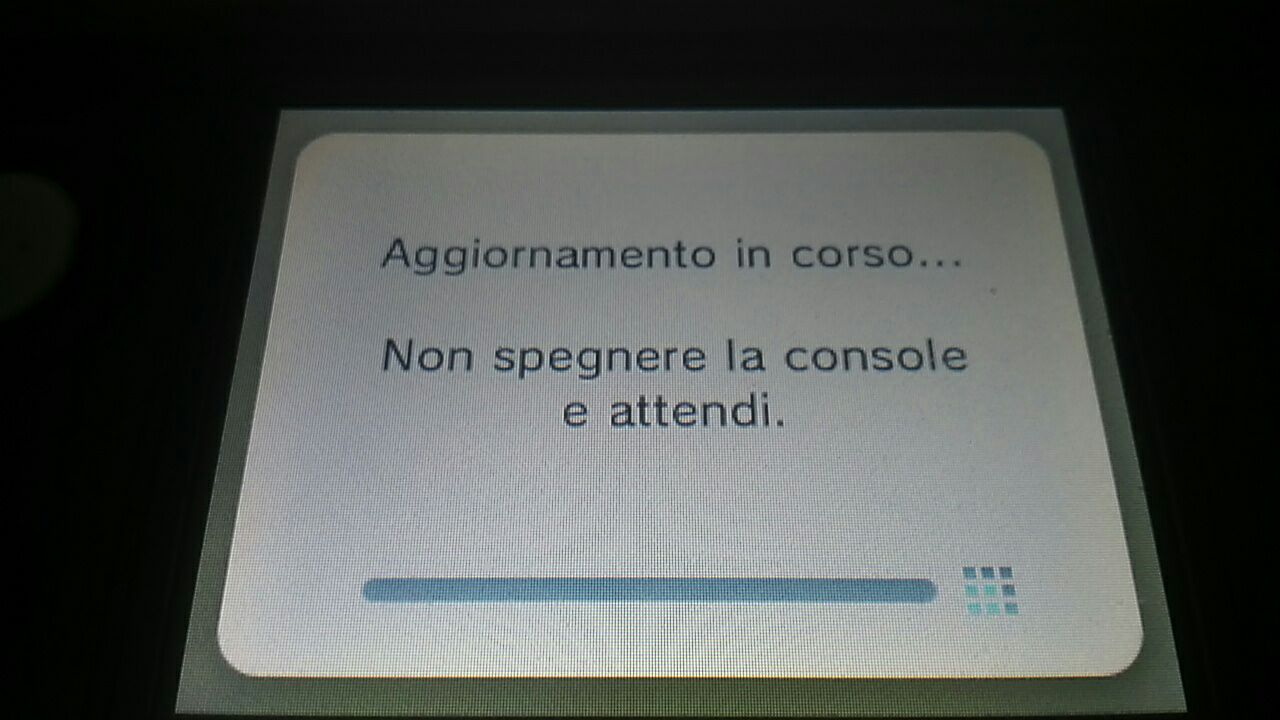 Aggiornamento in corso...
Non spegnere la console
e attendi.